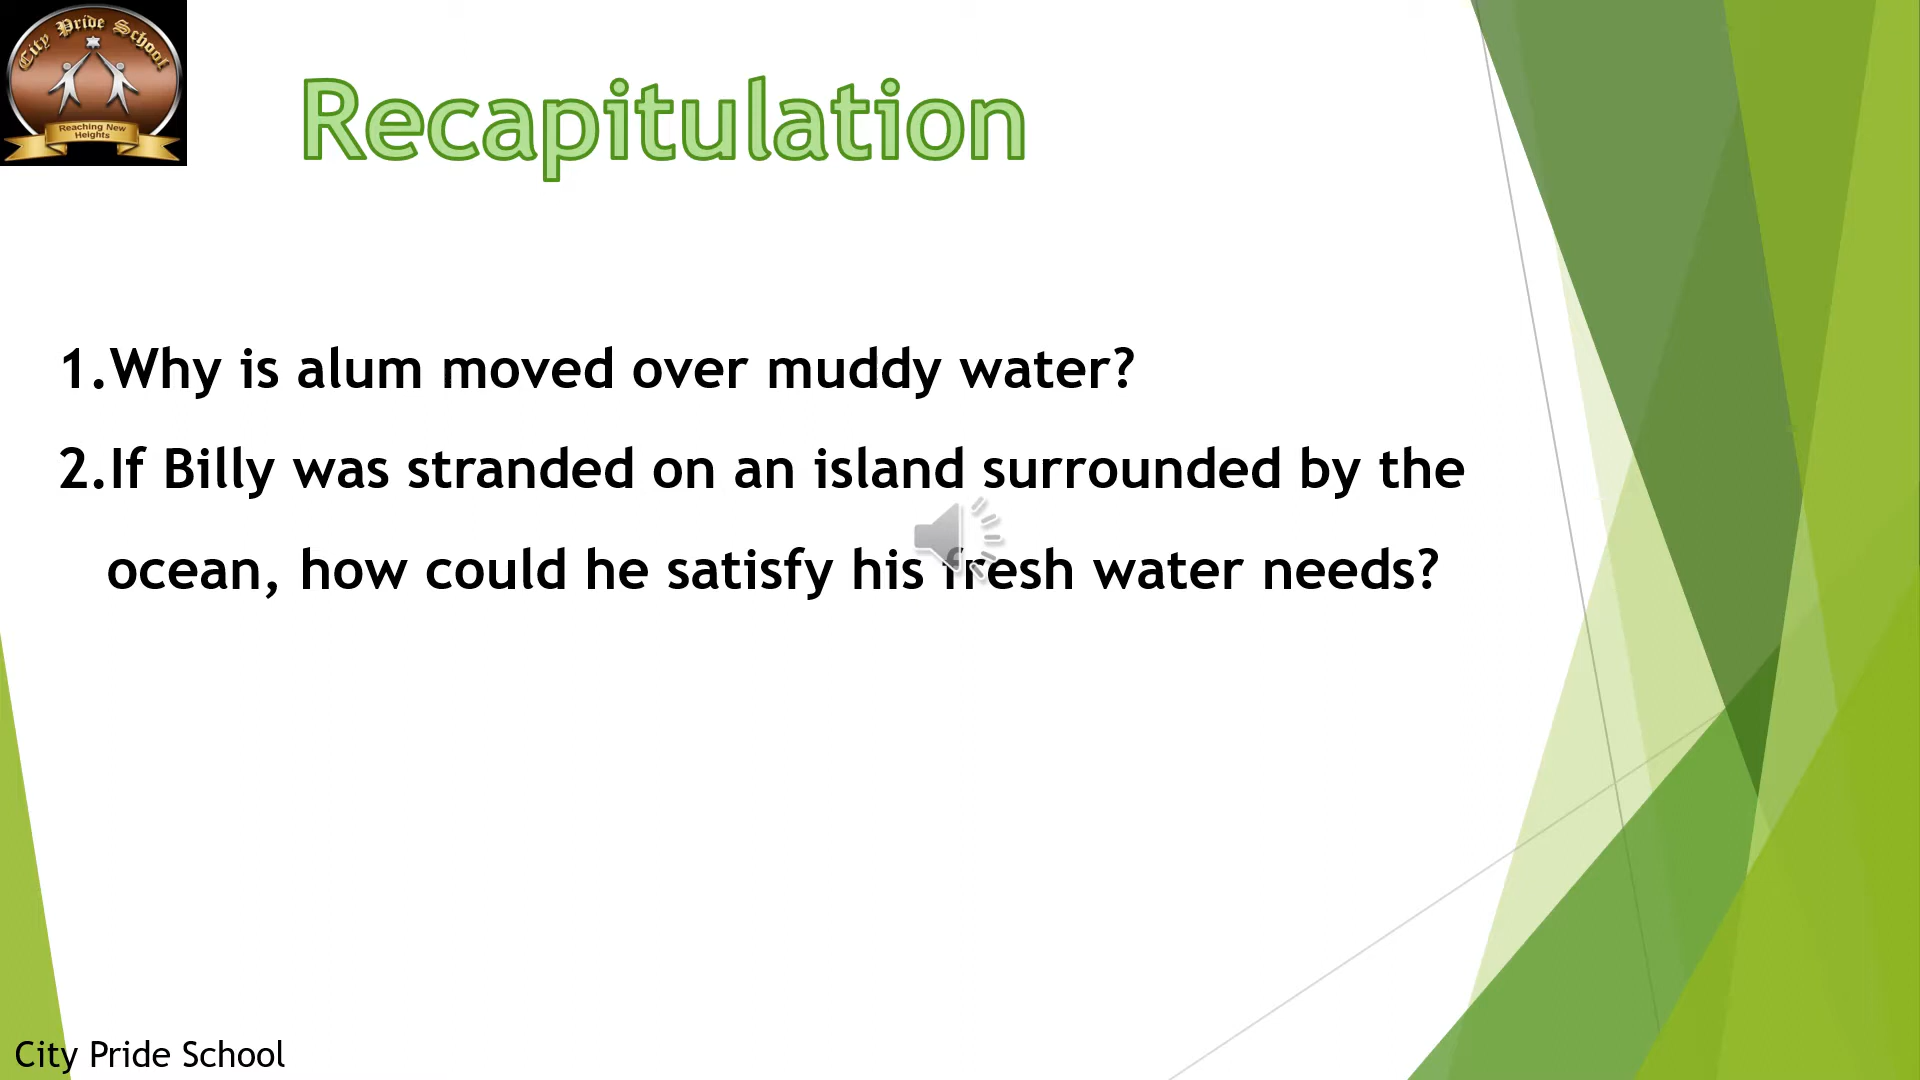 City Pride School
Reaching New
Heights
Recapitulation
1.Why is alum moved over muddy water?
2.If Billy was stranded on an island surrounded by the
ocean, how could he satisfy his fresh water needs?
City Pride School